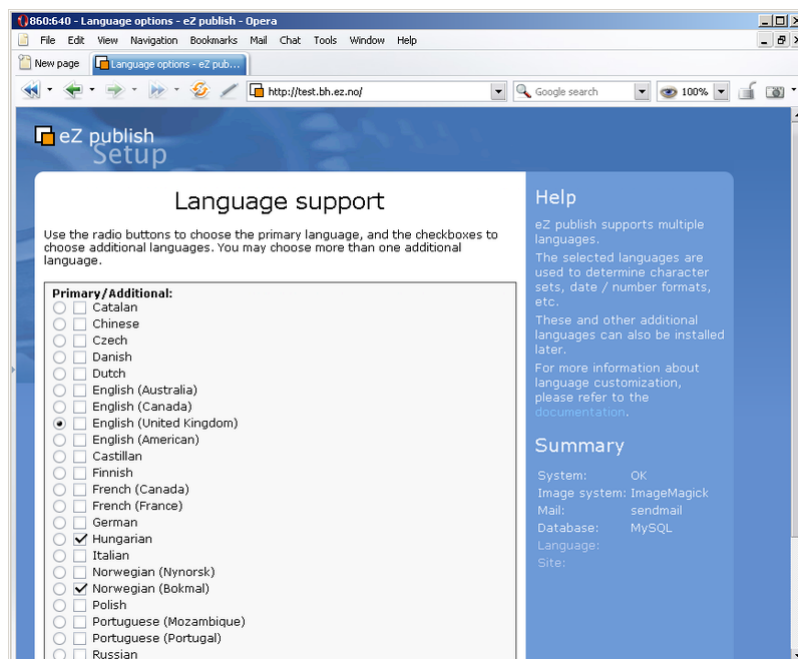 860:640 - Language options - eZ publish - Opera
File Edit View Navigation Bookmarks Mail Chat Tools Window Help
New page Language options - eZ pub...
http://test.bh.ez.no/ Google search 100%
eZ publish
Setup
Language support
Use the radio buttons to choose the primary language, and the checkboxes to
choose additional languages. You may choose more than one additional
language.
Primary/Additional:
Catalan
Chinese
Czech
Danish
Dutch
English (Australia)
English (Canada)
English (United Kingdom)
English (American)
Castillan
Finnish
French (Canada)
French (France)
German
Hungarian
Italian
Norwegian (Nynorsk)
Norwegian (Bokmal)
Polish
Portuguese (Mozambique)
Portuguese (Portugal)
Russian
Help
eZ publish supports multiple
languages.
The selected languages are
used to determine character
sets, date / number formats,
etc.
These and other additional
languages can also be installed
later.
For more information about
language customization,
please refer to the
documentation.
Summary
System: OK
Image system: ImageMagick
Mail: sendmail
Database: MySQL
Language:
Site: